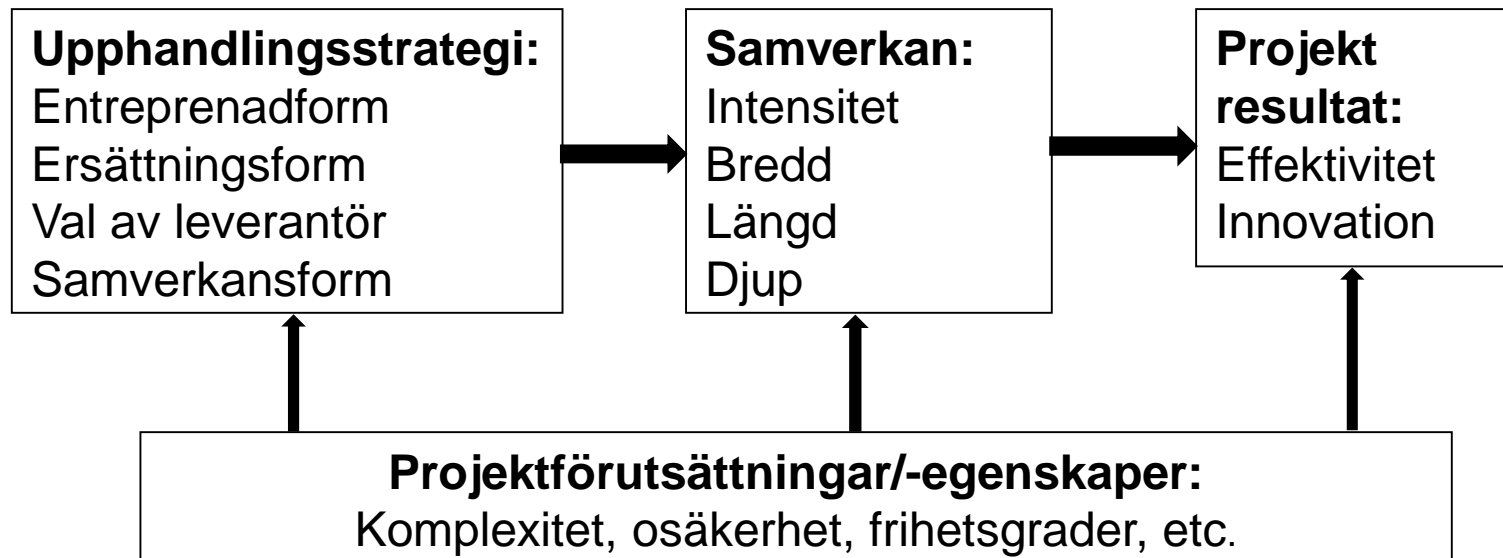 Upphandlingsstrategi:
Entreprenadform
Ersättningsform
Val av leverantör
Samverkansform
Samverkan:
Intensitet
Bredd
Längd
Djup
Projekt
resultat:
Effektivitet
Innovation
Projektförutsättningar/-egenskaper:
Komplexitet, osäkerhet, frihetsgrader, etc.